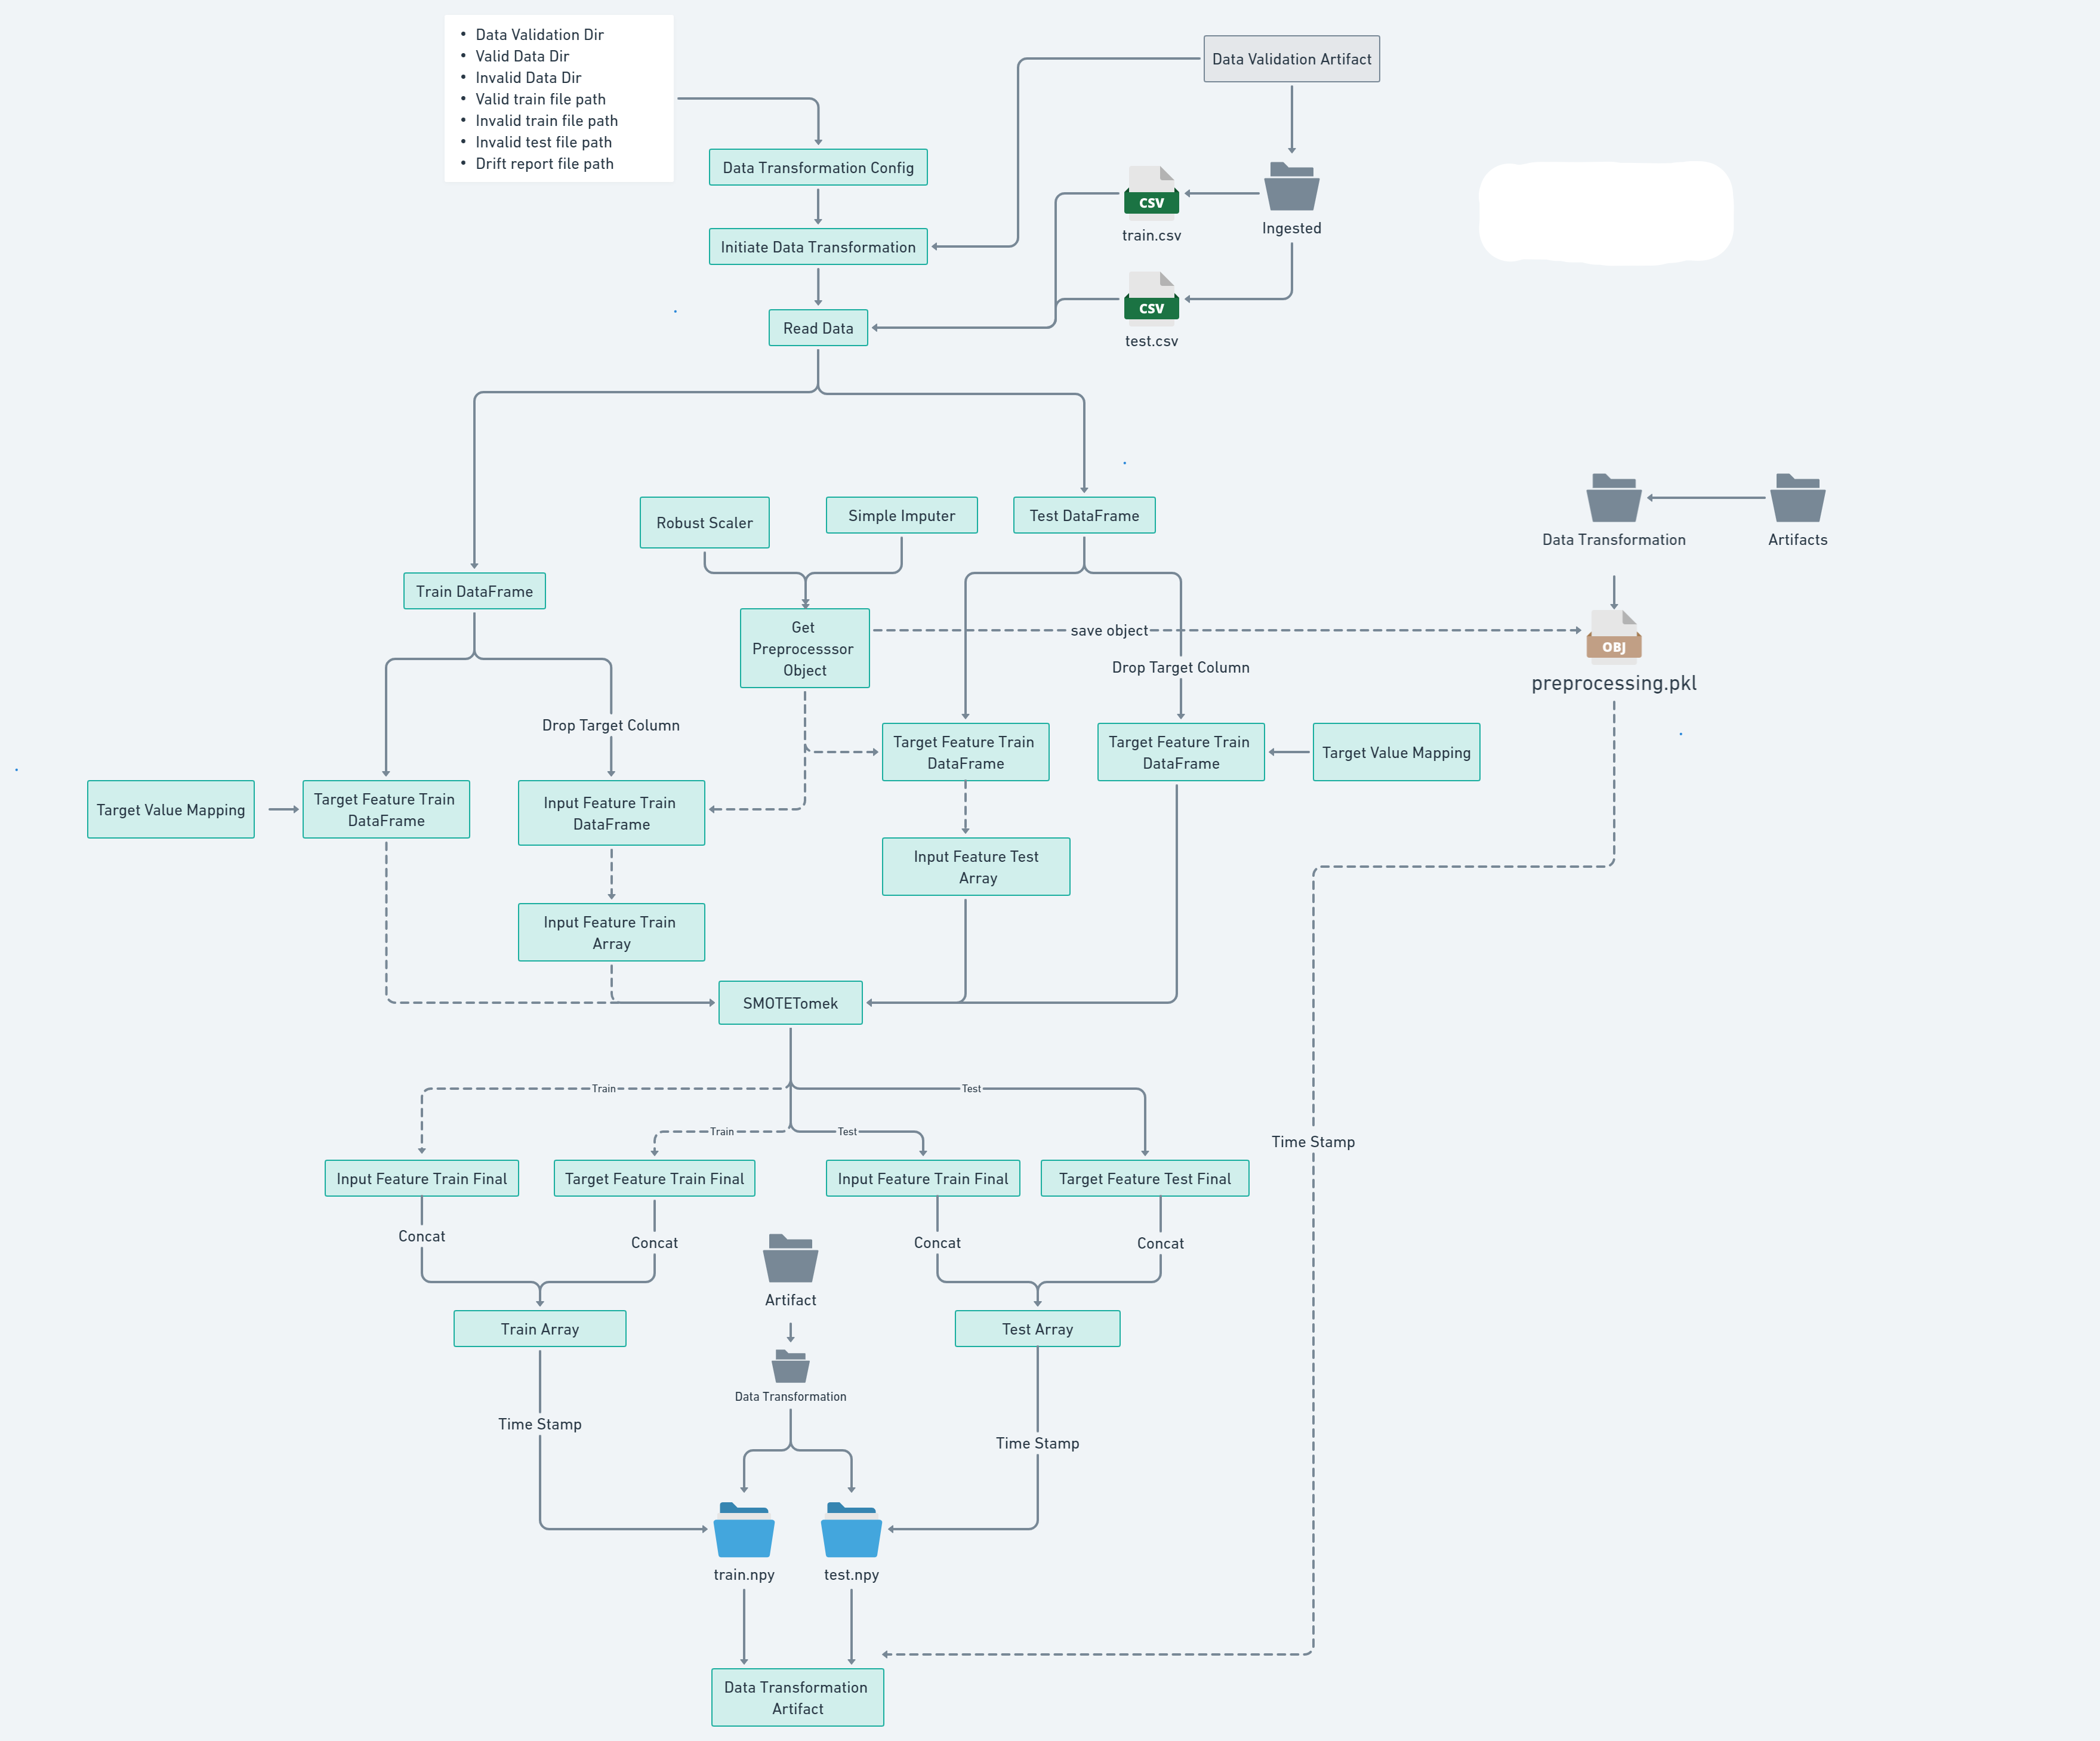 • Data Validation Dir
• Valid Data Dir
• Invalid Data Dir
• Valid train file path
• Invalid train file path
• Invalid test file path
• Drift report file path
Data Validation Artifact
Data Transformation Config
CSV
train.csv
Ingested
Initiate Data Transformation
CSV
test.csv
Read Data
Robust Scaler
Simple Imputer
Test DataFrame
Data Transformation
Artifacts
Train DataFrame
Get
Preprocesssor
Object
save object
OBJ
preprocessing.pkl
Drop Target Column
Drop Target Column
Target Feature Train
DataFrame
Target Feature Train
DataFrame
Target Value Mapping
Target Value Mapping
Target Feature Train
DataFrame
Input Feature Train
DataFrame
Input Feature Test
Array
Input Feature Train
Array
SMOTETomek
Train
Test
Train
Test
Time Stamp
Input Feature Train Final
Target Feature Train Final
Input Feature Train Final
Target Feature Test Final
Concat
Concat
Concat
Concat
Artifact
Train Array
Test Array
Data Transformation
Time Stamp
Time Stamp
train.npy
test.npy
Data Transformation
Artifact